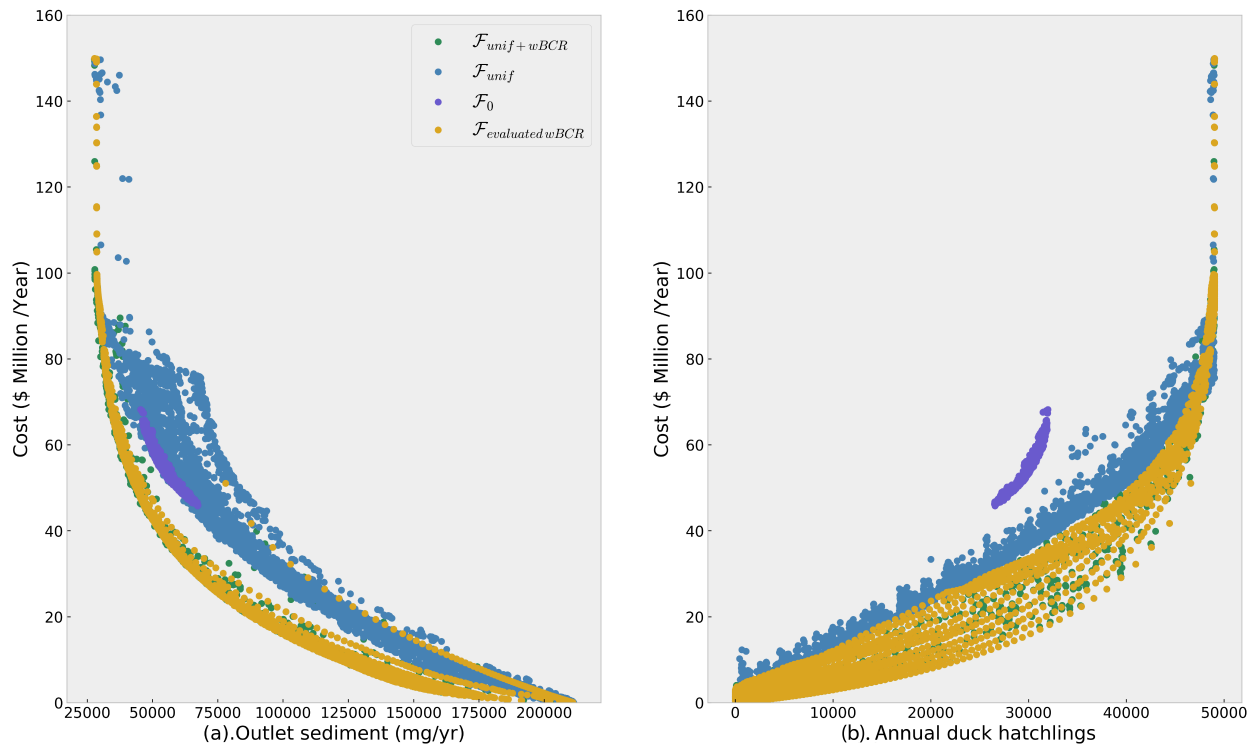 160
140
120
100
80
60
40
20
0
Cost ($ Million /Year)
25000 50000 75000 100000 125000 150000 175000 200000
(a).Outlet sediment (mg/yr)
ℱunif+wBCR
ℱunif
ℱ0
ℱevaluated wBCR
160
140
120
100
80
60
40
20
0
Cost ($ Million /Year)
0 10000 20000 30000 40000 50000
(b). Annual duck hatchlings